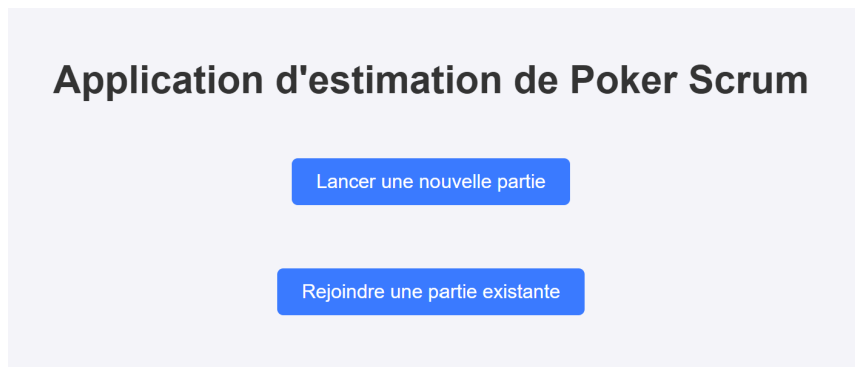 Application d'estimation de Poker Scrum
Lancer une nouvelle partie
Rejoindre une partie existante